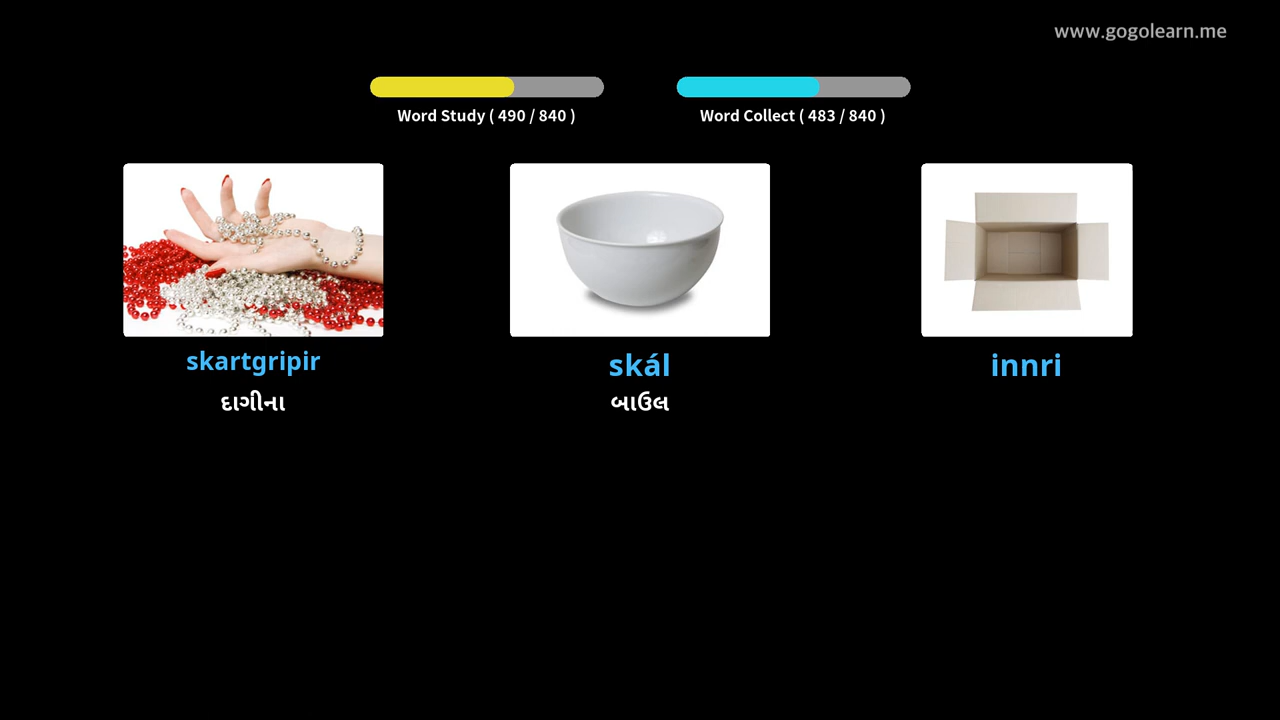 www.gogolearn.me
Word Study ( 490 / 840 )
Word Collect ( 483 / 840 )
skartgripir
skál
innri
દાગીના
બાઉલ